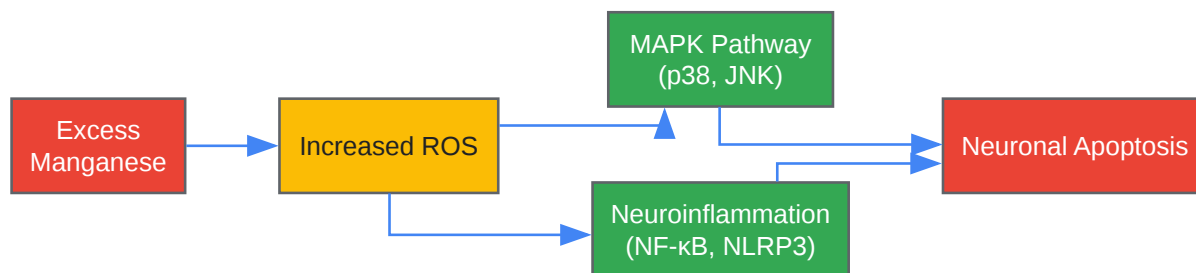 Excess
Manganese
Increased ROS
MAPK Pathway
(p38, JNK)
Neuroinflammation
(NF-κB, NLRP3)
Neuronal Apoptosis